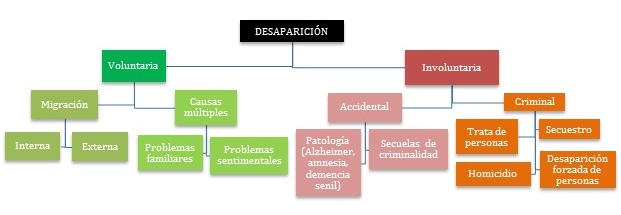 DESAPARICIÓN
Voluntaria
Involuntaria
Migración
Causas
múltiples
Accidental
Criminal
Interna
Externa
Problemas
familiares
Problemas
sentimentales
Patología
(Alzheimer,
amnesia,
demencia
senil)
Secuelas de
criminalidad
Trata de
personas
Secuestro
Homicidio
Desaparición
forzada de
personas